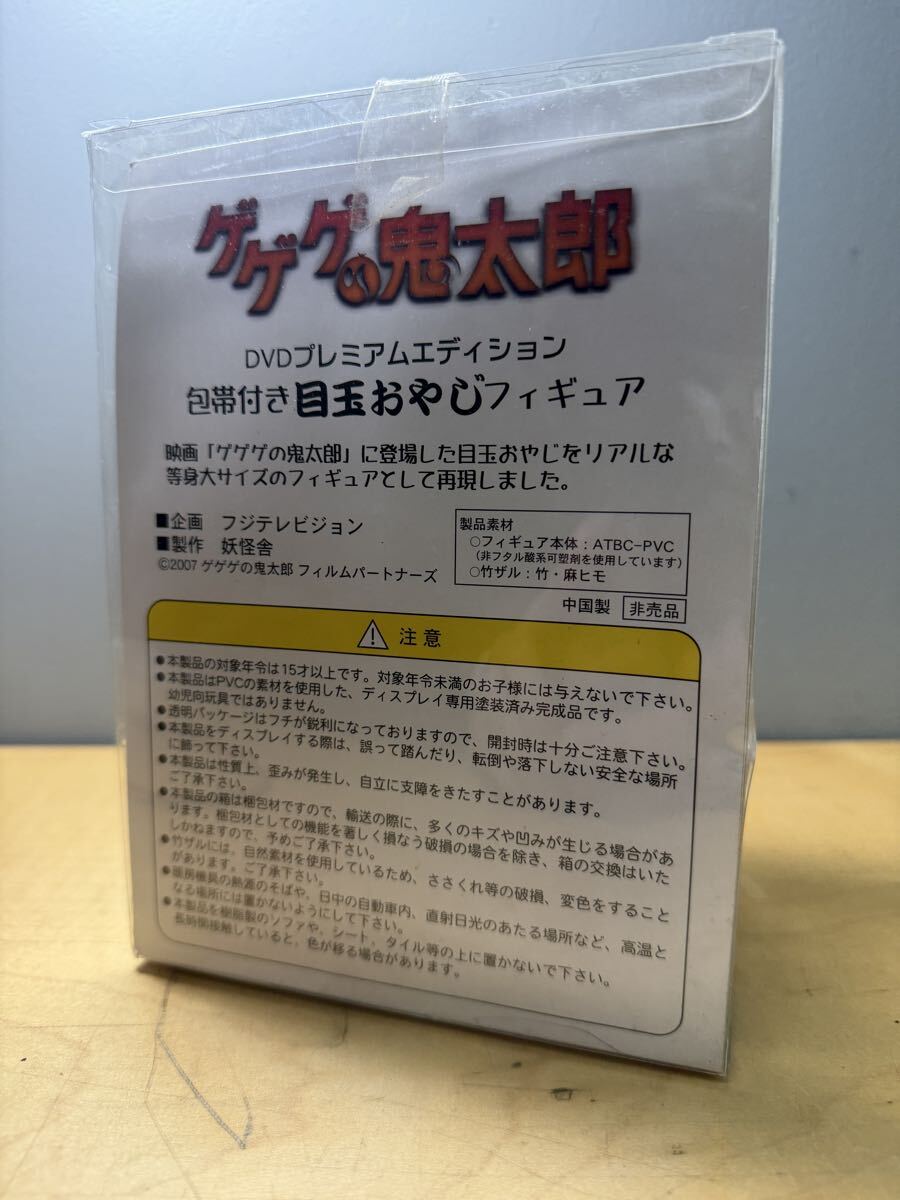 ゲゲゲの鬼太郎
DVDプレミアムエディション
包帯付き目玉おやじフィギュア
映画「ゲゲゲの鬼太郎」に登場した目玉おやじをリアルな
等身大サイズのフィギュアとして再現しました。
■企画 フジテレビジョン
■製作 妖怪舎
©2007 ゲゲゲの鬼太郎 フィルムパートナーズ
製品素材
○フィギュア本体：ATBC-PVC
（非フタル酸系可塑剤を使用しています）
○竹ザル：竹・麻ヒモ
中国製 非売品
⚠ 注意
●本製品の対象年令は15才以上です。対象年令未満のお子様には与えないで下さい。
●本製品はPVCの素材を使用した、ディスプレイ専用塗装済み完成品です。
幼児向玩具ではありません。
●透明パッケージはフチが鋭利になっておりますので、開封時は十分ご注意下さい。
●本製品をディスプレイする際は、誤って踏んだり、転倒や落下しない安全な場所
に飾って下さい。
●本製品は性質上、歪みが発生し、自立に支障をきたすことがあります。
ご了承下さい。
●本製品の箱は梱包材ですので、輸送の際に、多くのキズや凹みが生じる場合があ
ります。梱包材としての機能を著しく損なう破損の場合を除き、箱の交換はいた
しかねますので、予めご了承下さい。
●竹ザルには、自然素材を使用しているため、ささくれ等の破損、変色をすること
があります。ご了承下さい。
●暖房機具の熱源のそばや、日中の自動車内、直射日光のあたる場所など、高温と
なる場所には置かないようにして下さい。
●本製品を樹脂製のソファや、シート、タイル等の上に置かないで下さい。
長時間接触していると、色が移る場合があります。